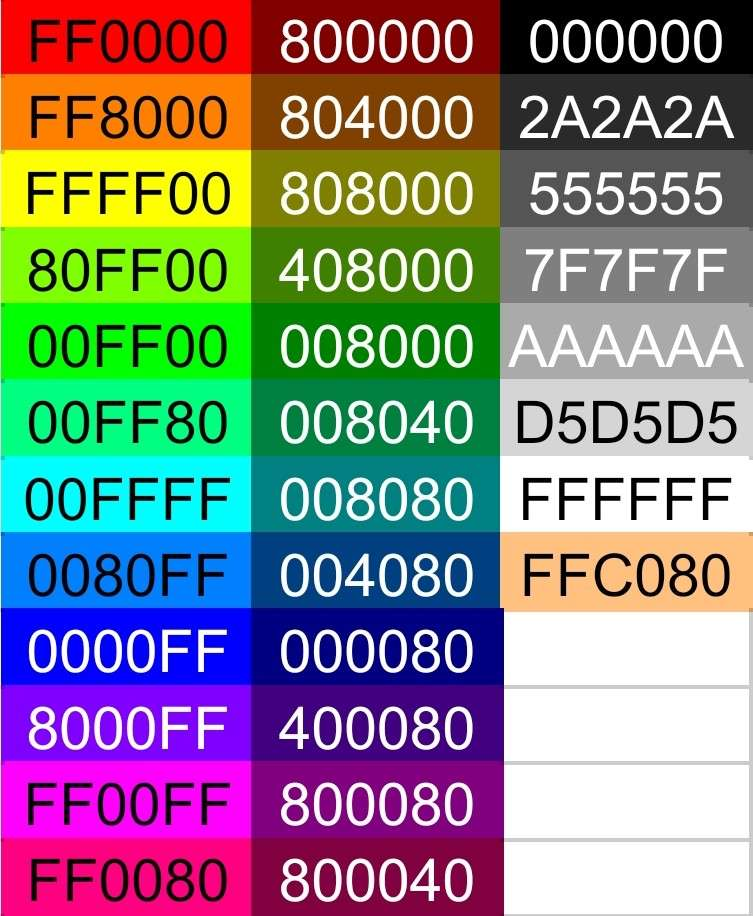 FF0000 800000 000000
FF8000 804000 2A2A2A
FFFF00 808000 555555
80FF00 408000 7F7F7F
00FF00 008000 AAAAAA
00FF80 008040 D5D5D5
00FFFF 008080 FFFFFF
0080FF 004080 FFC080
0000FF 000080
8000FF 400080
FF00FF 800080
FF0080 800040